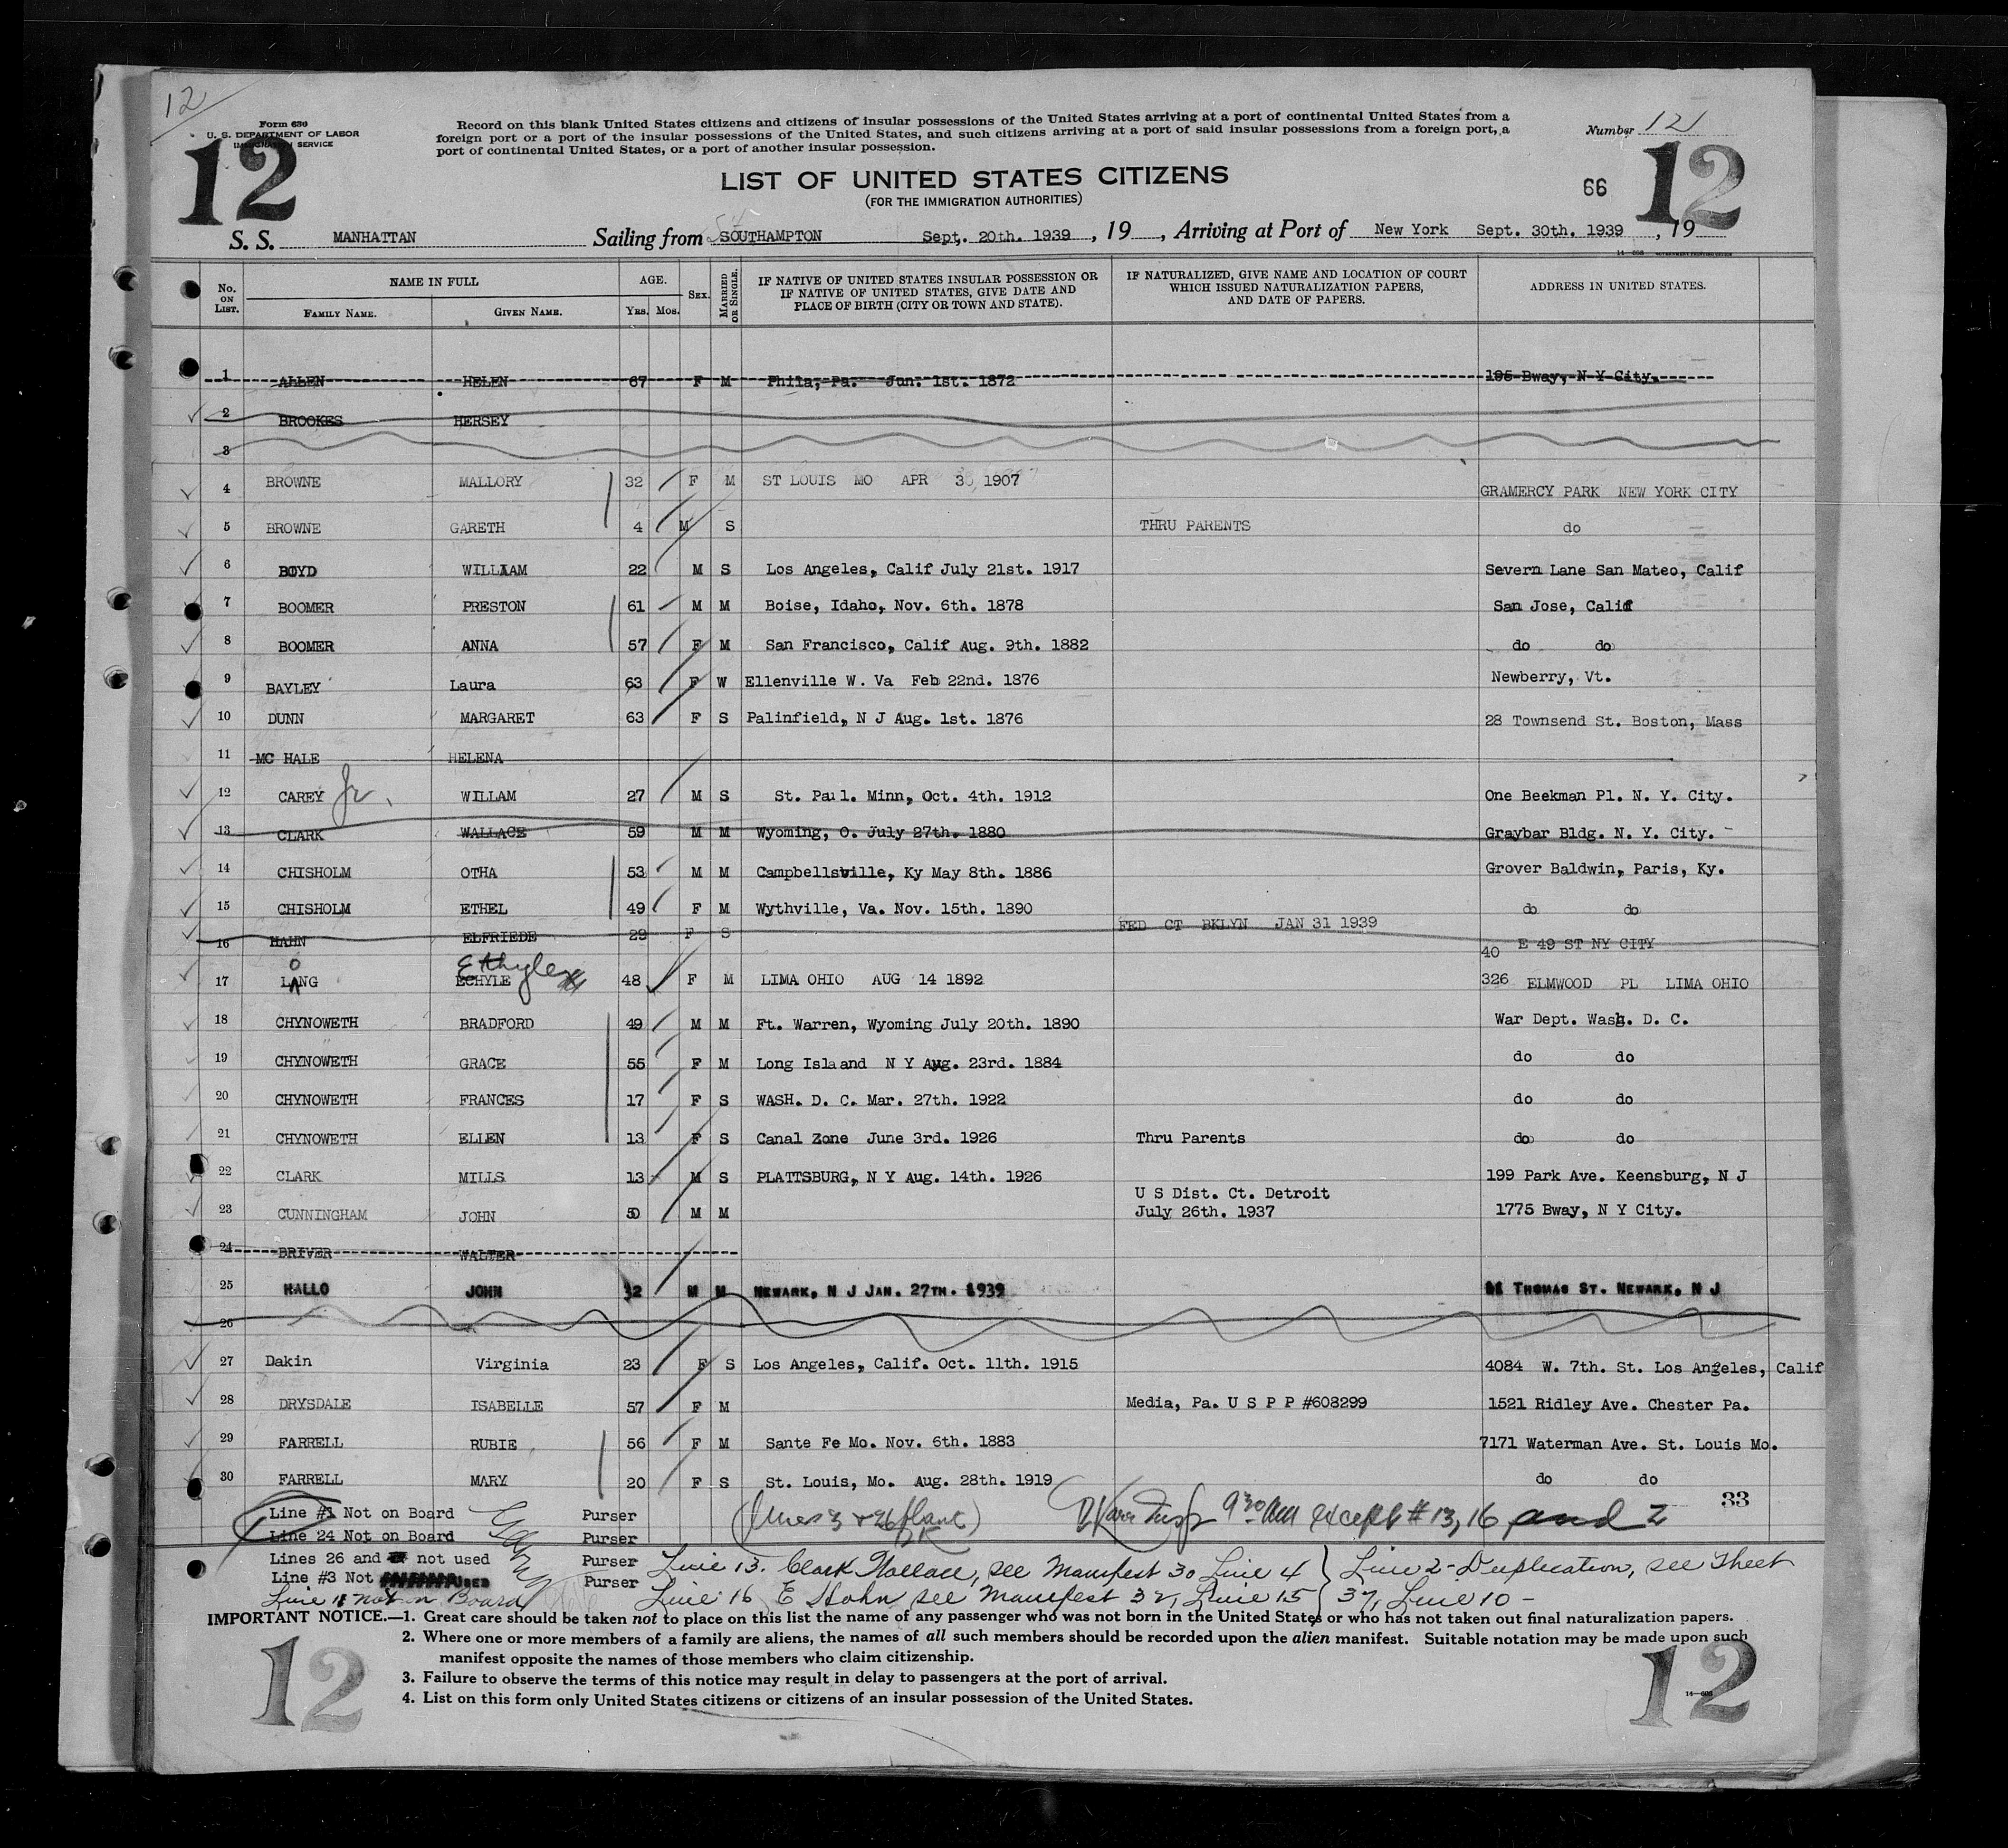 12
Form 630
U. S. DEPARTMENT OF LABOR
IMMIGRATION SERVICE
12
Record on this blank United States citizens and citizens of insular possessions of the United States arriving at a port of continental United States from a
foreign port or a port of the insular possessions of the United States, and such citizens arriving at a port of said insular possessions from a foreign port, a
port of continental United States, or a port of another insular possession.
Number 12
12
LIST OF UNITED STATES CITIZENS
(FOR THE IMMIGRATION AUTHORITIES)
66
S. S. MANHATTAN Sailing from SOUTHAMPTON Sept. 20th. 1939, 19 , Arriving at Port of New York Sept. 30th. 1939, 19
No. ON LIST. NAME IN FULL FAMILY NAME. GIVEN NAME. AGE. YRS. MOS. SEX. MARRIED OR SINGLE. IF NATIVE OF UNITED STATES INSULAR POSSESSION OR IF NATIVE OF UNITED STATES, GIVE DATE AND PLACE OF BIRTH (CITY OR TOWN AND STATE). IF NATURALIZED, GIVE NAME AND LOCATION OF COURT WHICH ISSUED NATURALIZATION PAPERS, AND DATE OF PAPERS. ADDRESS IN UNITED STATES.
1 ALLEN HELEN 67 F M Phila, Pa. Jun. 1st. 1872 195 Bway, N Y City.
2 BROOKES HERSEY
3
4 BROWNE MALLORY 32 F M ST LOUIS MO APR 3 1907 GRAMERCY PARK NEW YORK CITY
5 BROWNE GARETH 4 M S THRU PARENTS do
6 BOYD WILLIAM 22 M S Los Angeles, Calif July 21st. 1917 Severn Lane San Mateo, Calif
7 BOOMER PRESTON 61 M M Boise, Idaho, Nov. 6th. 1878 San Jose, Calif
8 BOOMER ANNA 57 F M San Francisco, Calif Aug. 9th. 1882 do do
9 BAYLEY Laura 63 F W Ellenville W. Va Feb 22nd. 1876 Newberry, Vt.
10 DUNN MARGARET 63 F S Palinfield, N J Aug. 1st. 1876 28 Townsend St. Boston, Mass
11 MC HALE HELENA
12 CAREY Jr. WILLAM 27 M S St. Paul. Minn, Oct. 4th. 1912 One Beekman Pl. N. Y. City.
13 CLARK WALLACE 59 M M Wyoming, O. July 27th. 1880 Graybar Bldg. N. Y. City.
14 CHISHOLM OTHA 53 M M Campbellsville, Ky May 8th. 1886 Grover Baldwin, Paris, Ky.
15 CHISHOLM ETHEL 49 F M Wythville, Va. Nov. 15th. 1890 do do
16 HAHN ELFRIEDE 29 F S FED CT BKLYN JAN 31 1939 40 E 49 ST NY CITY
17 LONG Ethyle ECHYLE 48 F M LIMA OHIO AUG 14 1892 326 ELMWOOD PL LIMA OHIO
18 CHYNOWETH BRADFORD 49 M M Ft. Warren, Wyoming July 20th. 1890 War Dept. Wash. D. C.
19 CHYNOWETH GRACE 55 F M Long Islaand N Y Aug. 23rd. 1884 do do
20 CHYNOWETH FRANCES 17 F S WASH. D. C. Mar. 27th. 1922 do do
21 CHYNOWETH ELLEN 13 F S Canal Zone June 3rd. 1926 Thru Parents do do
22 CLARK MILLS 13 M S PLATTSBURG, N Y Aug. 14th. 1926 199 Park Ave. Keensburg, N J
23 CUNNINGHAM JOHN 50 M M U S Dist. Ct. Detroit July 26th. 1937 1775 Bway, N Y City.
24 DRIVER WALTER
25 HALLO JOHN 32 M M NEWARK, N J JAN. 27TH. 1939 THOMAS ST. NEWARK, N J
26
27 Dakin Virginia 23 F S Los Angeles, Calif. Oct. 11th. 1915 4084 W. 7th. St. Los Angeles, Calif
28 DRYSDALE ISABELLE 57 F M Media, Pa. U S P P #608299 1521 Ridley Ave. Chester Pa.
29 FARRELL RUBIE 56 F M Sante Fe Mo. Nov. 6th. 1883 7171 Waterman Ave. St. Louis Mo.
30 FARRELL MARY 20 F S St. Louis, Mo. Aug. 28th. 1919 do do
Line #1 Not on Board Purser (Lines 3 & 26 blank) 9 30 AM except # 13, 16 and 2 33
Line 24 Not on Board Purser
Lines 26 and not used Purser Line 13. Clark Wallace, see Manifest 30 Line 4 } Line 2 - Duplication, see Sheet
Line #3 Not USED Purser
Line 11 Not on Board Line 16 E Hahn see Manifest 32, Line 15 } 37, Line 10 -
IMPORTANT NOTICE.—1. Great care should be taken not to place on this list the name of any passenger who was not born in the United States or who has not taken out final naturalization papers.
2. Where one or more members of a family are aliens, the names of all such members should be recorded upon the alien manifest. Suitable notation may be made upon such
manifest opposite the names of those members who claim citizenship.
3. Failure to observe the terms of this notice may result in delay to passengers at the port of arrival.
4. List on this form only United States citizens or citizens of an insular possession of the United States.
12
12